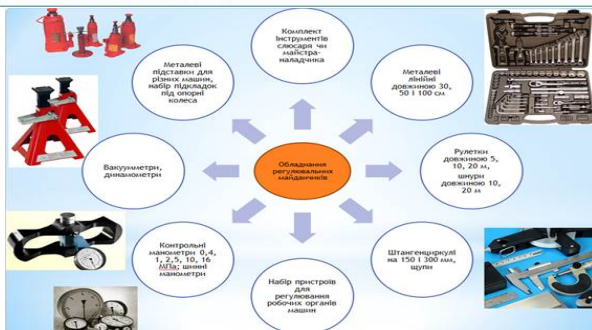 Комплект
інструментів
слюсаря чи
майстра-
наладчика
Металеві
лінійні
довжиною 30,
50 і 100 см
Рулетки
довжиною 5,
10, 20 м,
шнури
довжиною 10,
20 м
Штангенциркулі
на 150 і 300 мм,
щупи
Набір пристроїв
для
регулювання
робочих органів
машин
Контрольні
манометри 0,4,
1, 2,5, 10, 16
МПа; шинні
манометри
Вакуумметри,
динамометри
Металеві
підставки для
різних машин,
набір підкладок
під опорні
колеса
Обладнання
регулювальних
майданчиків